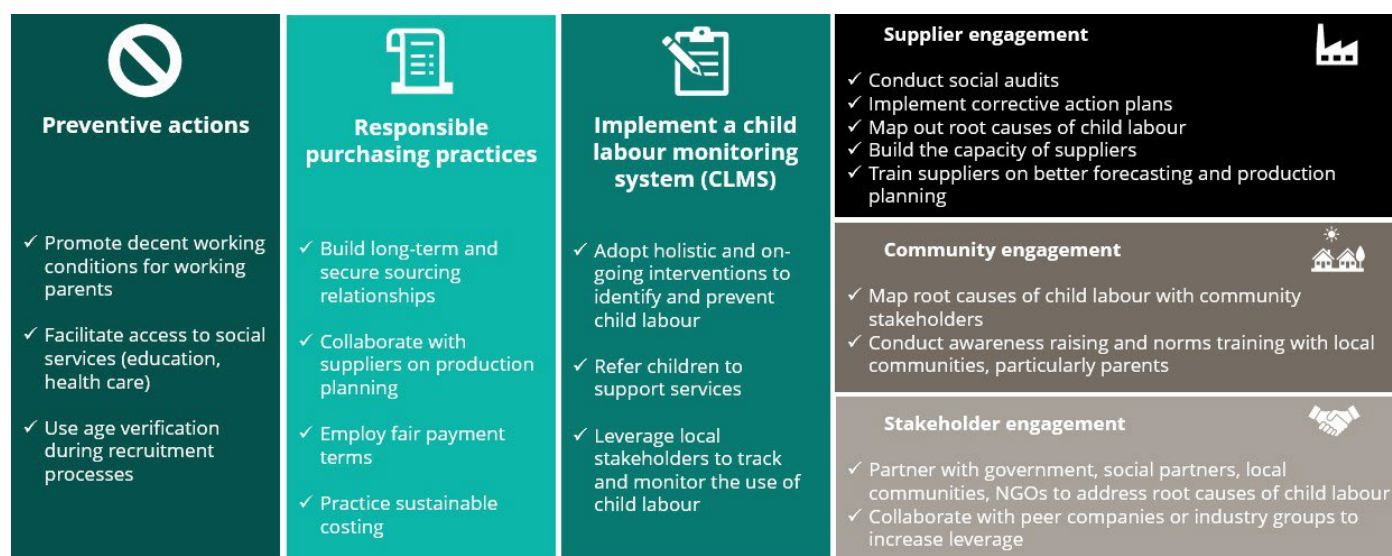 Preventive actions
✓ Promote decent working
conditions for working
parents
✓ Facilitate access to social
services (education,
health care)
✓ Use age verification
during recruitment
processes
Responsible
purchasing practices
✓ Build long-term and
secure sourcing
relationships
✓ Collaborate with
suppliers on production
planning
✓ Employ fair payment
terms
✓ Practice sustainable
costing
Implement a child
labour monitoring
system (CLMS)
✓ Adopt holistic and on-
going interventions to
identify and prevent
child labour
✓ Refer children to
support services
✓ Leverage local
stakeholders to track
and monitor the use of
child labour
Supplier engagement
✓ Conduct social audits
✓ Implement corrective action plans
✓ Map out root causes of child labour
✓ Build the capacity of suppliers
✓ Train suppliers on better forecasting and production
planning
Community engagement
✓ Map root causes of child labour with community
stakeholders
✓ Conduct awareness raising and norms training with local
communities, particularly parents
Stakeholder engagement
✓ Partner with government, social partners, local
communities, NGOs to address root causes of child labour
✓ Collaborate with peer companies or industry groups to
increase leverage